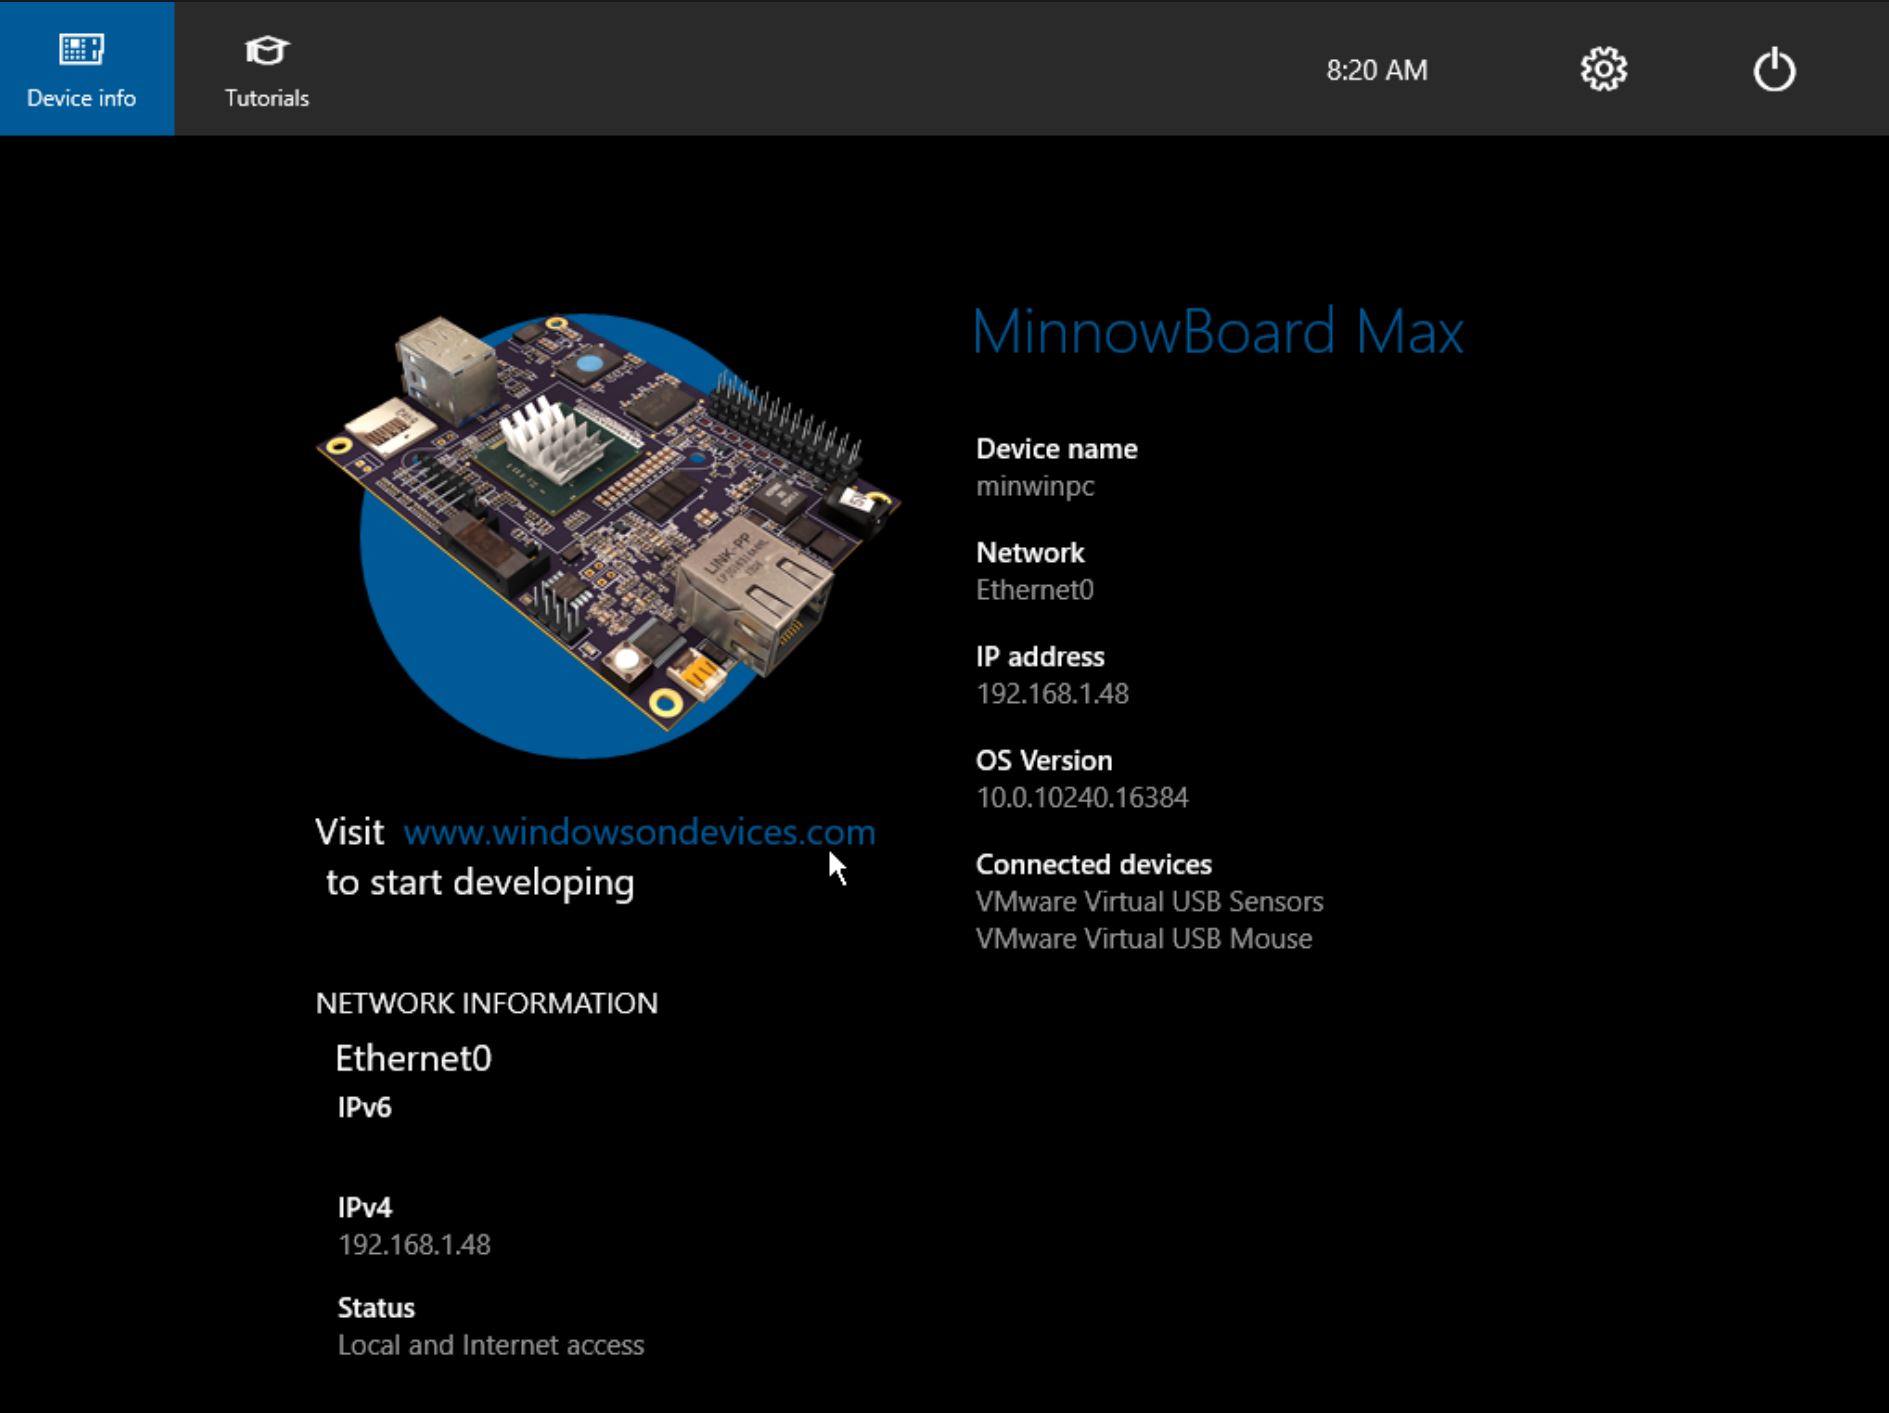 Device info
Tutorials
8:20 AM
MinnowBoard Max
Device name
minwinpc
Network
Ethernet0
IP address
192.168.1.48
OS Version
10.0.10240.16384
Connected devices
VMware Virtual USB Sensors
VMware Virtual USB Mouse
LINK-PP
Visit www.windowsondevices.com
to start developing
NETWORK INFORMATION
Ethernet0
IPv6
IPv4
192.168.1.48
Status
Local and Internet access